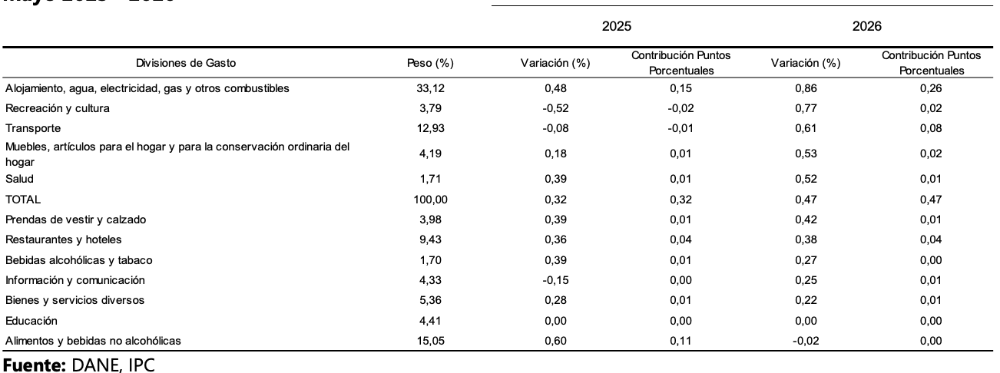 Mayo 2025 - 2026
2025 2026
Divisiones de Gasto Peso (%) Variación (%) Contribución Puntos Porcentuales Variación (%) Contribución Puntos Porcentuales
Alojamiento, agua, electricidad, gas y otros combustibles 33,12 0,48 0,15 0,86 0,26
Recreación y cultura 3,79 -0,52 -0,02 0,77 0,02
Transporte 12,93 -0,08 -0,01 0,61 0,08
Muebles, artículos para el hogar y para la conservación ordinaria del
hogar 4,19 0,18 0,01 0,53 0,02
Salud 1,71 0,39 0,01 0,52 0,01
TOTAL 100,00 0,32 0,32 0,47 0,47
Prendas de vestir y calzado 3,98 0,39 0,01 0,42 0,01
Restaurantes y hoteles 9,43 0,36 0,04 0,38 0,04
Bebidas alcohólicas y tabaco 1,70 0,39 0,01 0,27 0,00
Información y comunicación 4,33 -0,15 0,00 0,25 0,01
Bienes y servicios diversos 5,36 0,28 0,01 0,22 0,01
Educación 4,41 0,00 0,00 0,00 0,00
Alimentos y bebidas no alcohólicas 15,05 0,60 0,11 -0,02 0,00
Fuente: DANE, IPC